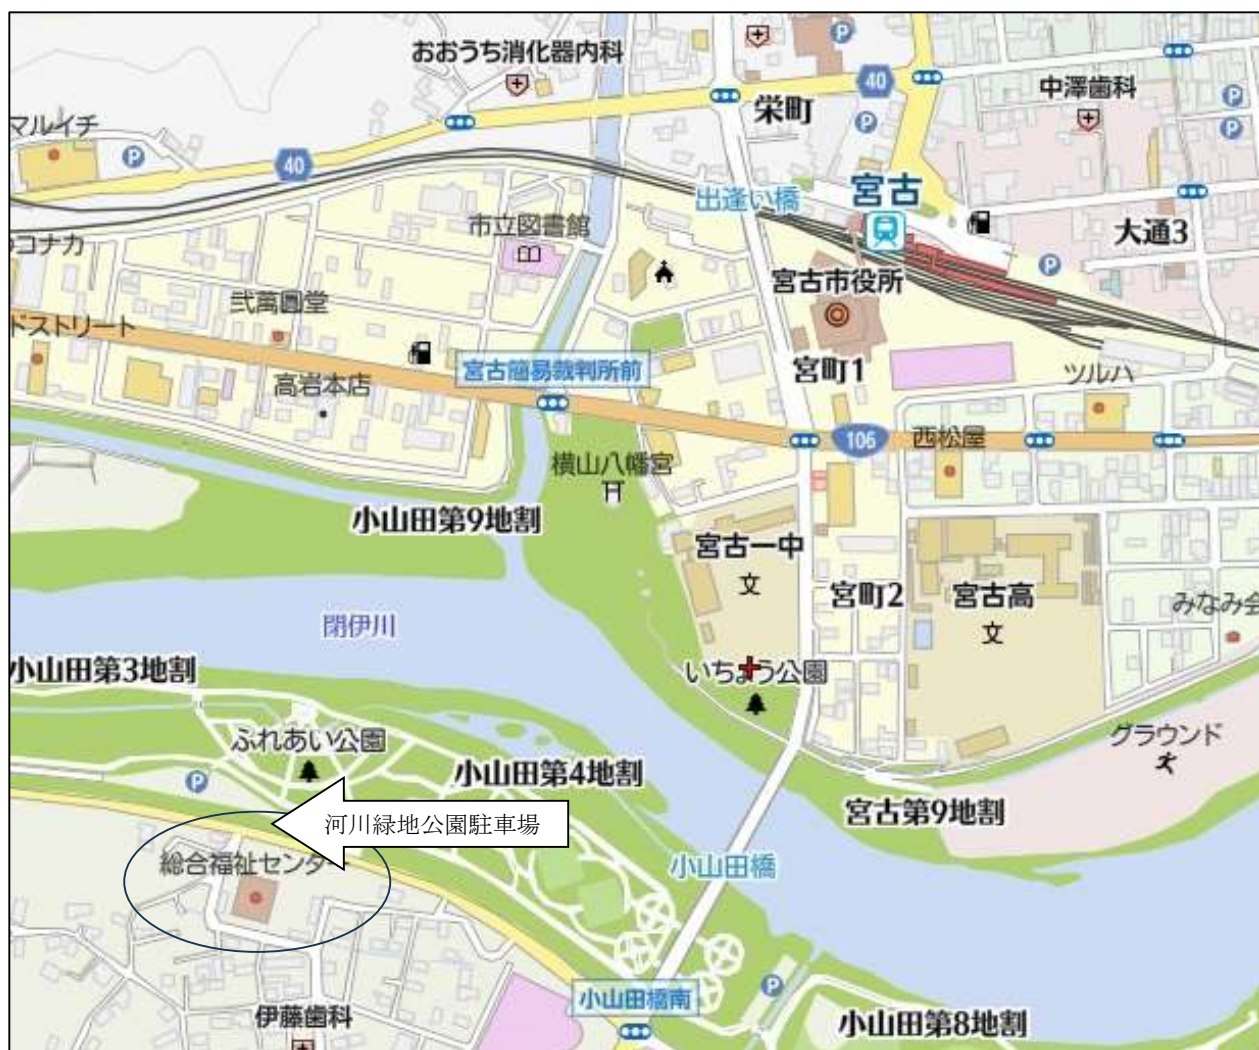 おおうち消化器内科
40
栄町
中澤歯科
マルイチ
40
出逢い橋
宮古
市立図書館
大通3
コナカ
宮古市役所
弐萬圓堂
ドストリート
宮古簡易裁判所前
宮町1
ツルハ
高岩本店
106
西松屋
横山八幡宮
小山田第9地割
宮古一中
文
宮町2
宮古高
文
みなみ会
閉伊川
小山田第3地割
いちょう公園
グラウンド
ふれあい公園
小山田第4地割
宮古第9地割
河川緑地公園駐車場
総合福祉センター
小山田橋
小山田橋南
伊藤歯科
小山田第8地割
P
P
P
P
P
P
P
P